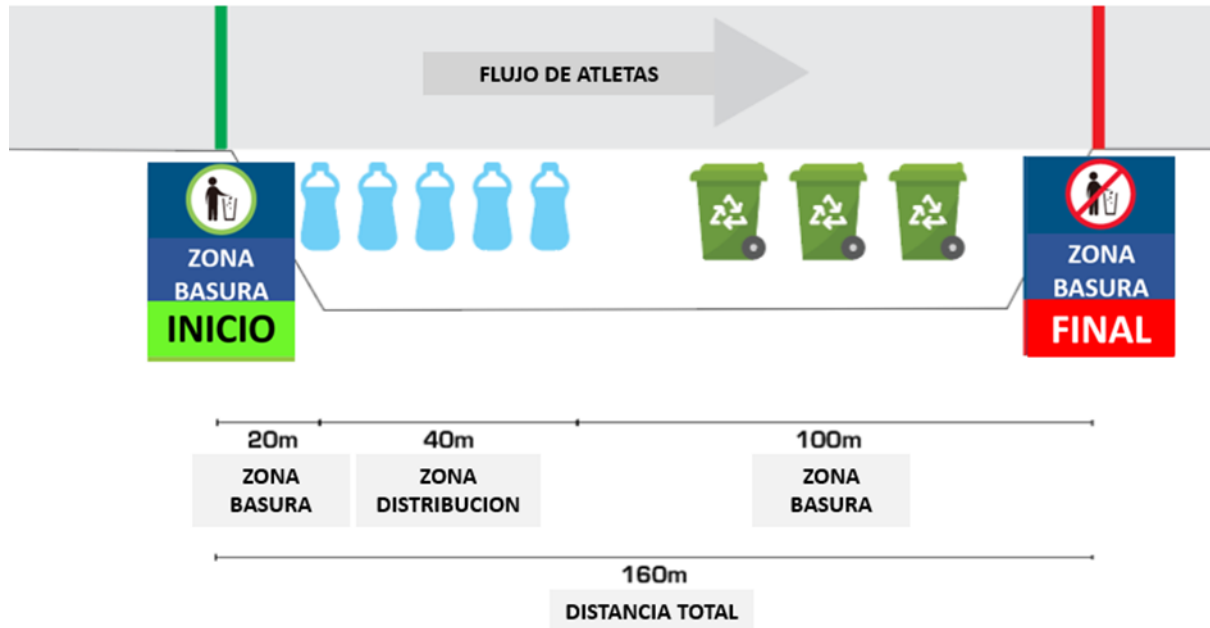 FLUJO DE ATLETAS
ZONA
BASURA
INICIO
ZONA
BASURA
FINAL
20m
40m
100m
ZONA
BASURA
ZONA
DISTRIBUCION
ZONA
BASURA
160m
DISTANCIA TOTAL